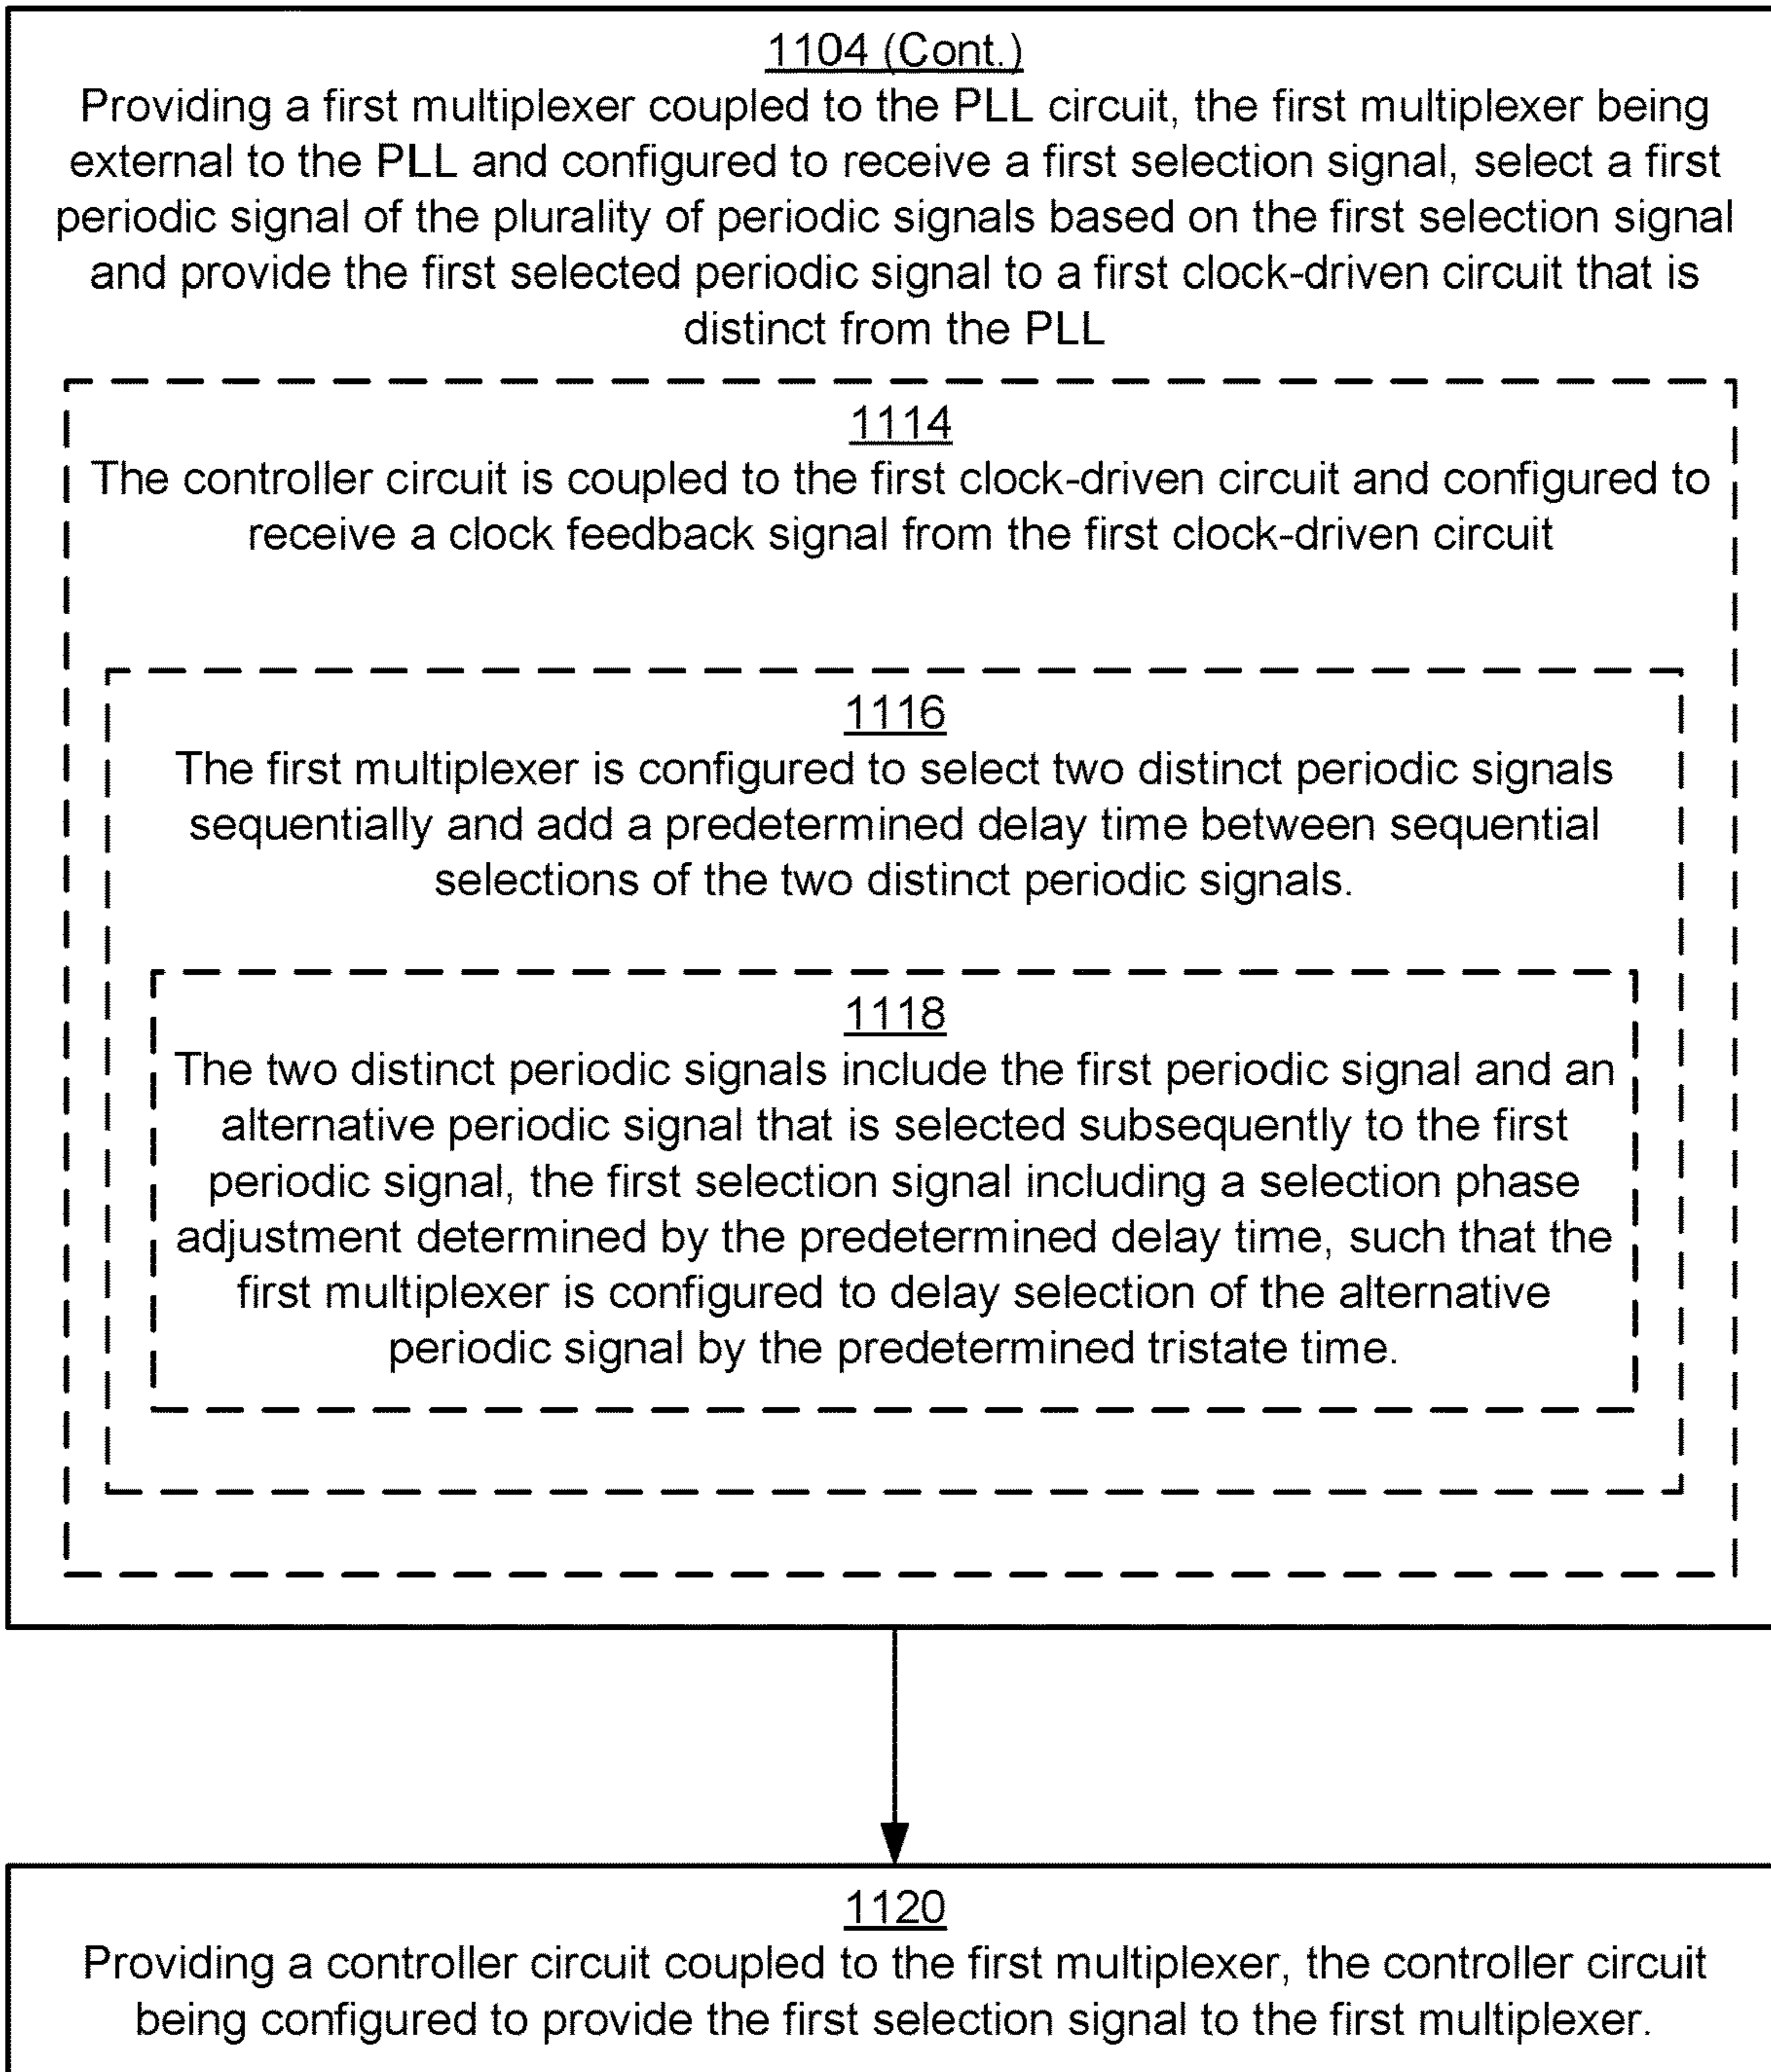 1104 (Cont.)
Providing a first multiplexer coupled to the PLL circuit, the first multiplexer being
external to the PLL and configured to receive a first selection signal, select a first
periodic signal of the plurality of periodic signals based on the first selection signal
and provide the first selected periodic signal to a first clock-driven circuit that is
distinct from the PLL
1114
The controller circuit is coupled to the first clock-driven circuit and configured to
receive a clock feedback signal from the first clock-driven circuit
1116
The first multiplexer is configured to select two distinct periodic signals
sequentially and add a predetermined delay time between sequential
selections of the two distinct periodic signals.
1118
The two distinct periodic signals include the first periodic signal and an
alternative periodic signal that is selected subsequently to the first
periodic signal, the first selection signal including a selection phase
adjustment determined by the predetermined delay time, such that the
first multiplexer is configured to delay selection of the alternative
periodic signal by the predetermined tristate time.
1120
Providing a controller circuit coupled to the first multiplexer, the controller circuit
being configured to provide the first selection signal to the first multiplexer.